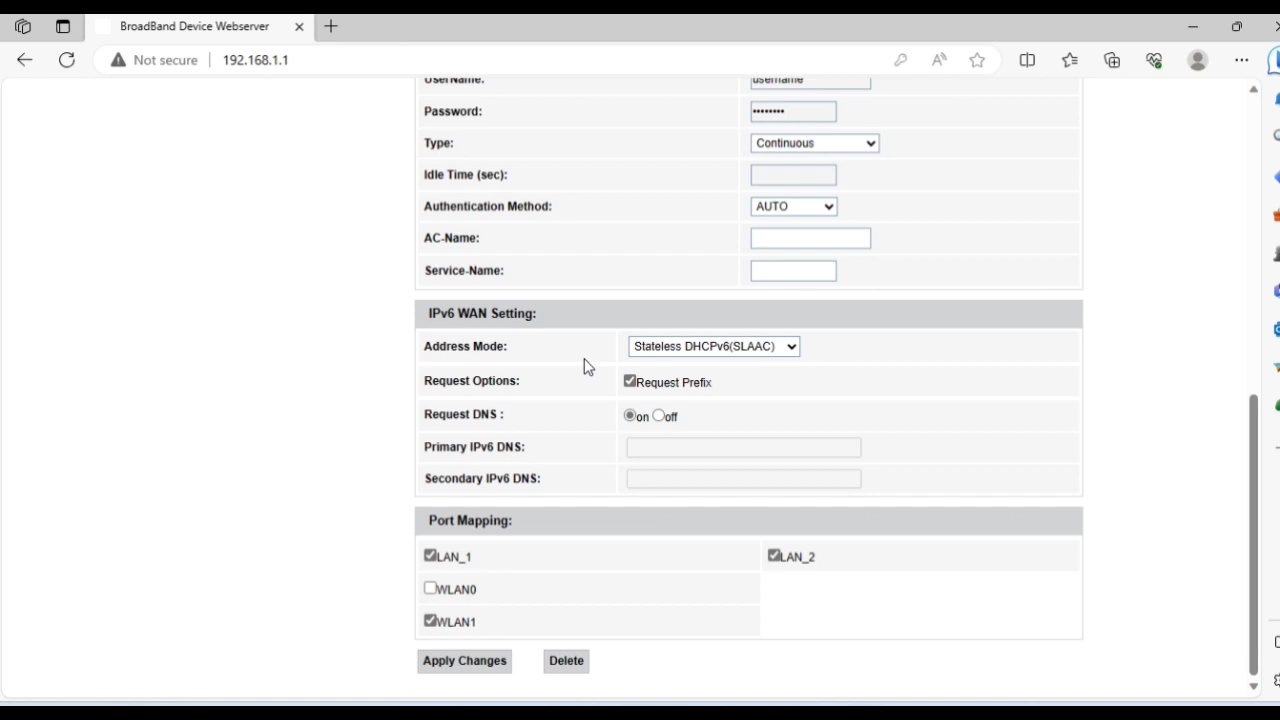 BroadBand Device Webserver
Not secure 192.168.1.1
UserName: username
Password: ••••••••
Type: Continuous
Idle Time (sec):
Authentication Method: AUTO
AC-Name:
Service-Name:
IPv6 WAN Setting:
Address Mode: Stateless DHCPv6(SLAAC)
Request Options: Request Prefix
Request DNS : on off
Primary IPv6 DNS:
Secondary IPv6 DNS:
Port Mapping:
LAN_1 LAN_2
WLAN0
WLAN1
Apply Changes Delete